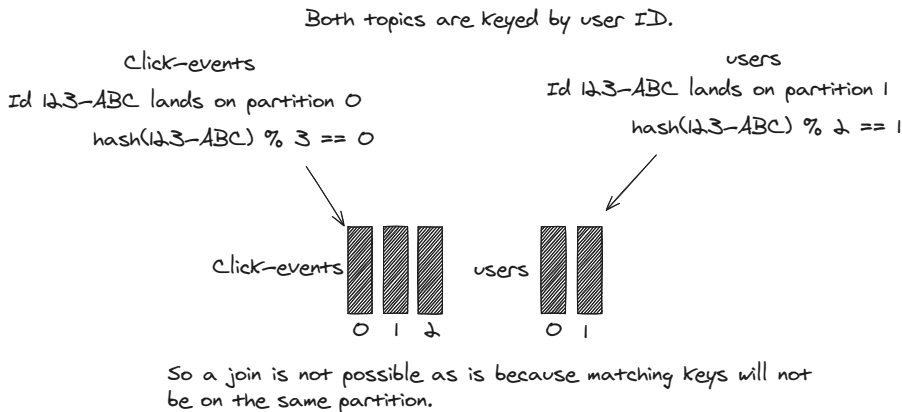 Both topics are keyed by user ID.
Click-events
Id 123-ABC lands on partition 0
hash(123-ABC) % 3 == 0
users
Id 123-ABC lands on partition 1
hash(123-ABC) % 2 == 1
Click-events
users
0 1 2
0 1
So a join is not possible as is because matching keys will not
be on the same partition.